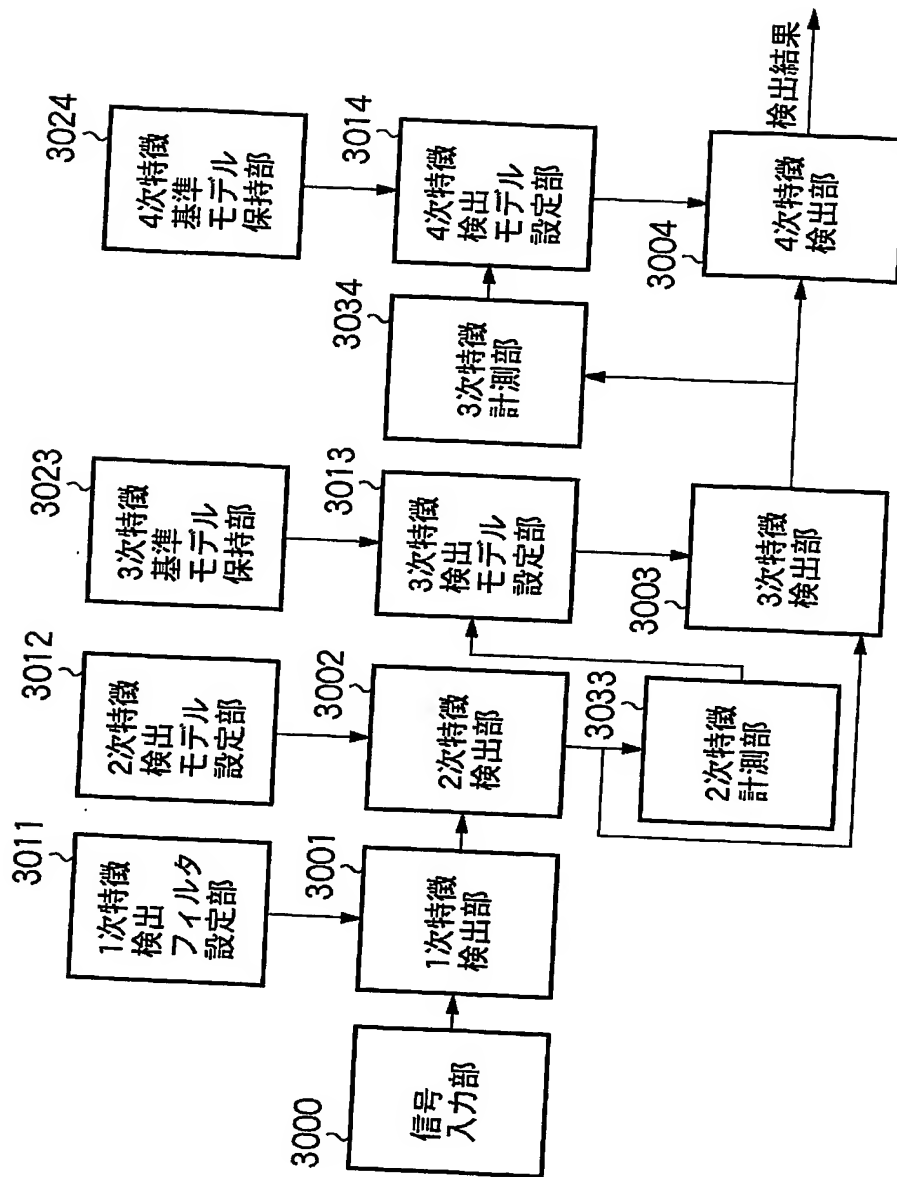 3000
信号
入力部
3011
1次特徴
検出
フィルタ
設定部
3001
1次特徴
検出部
3012
2次特徴
検出
モデル
設定部
3002
2次特徴
検出部
3033
2次特徴
計測部
3023
3次特徴
基準
モデル
保持部
3013
3次特徴
検出
モデル
設定部
3003
3次特徴
検出部
3034
3次特徴
計測部
3024
4次特徴
基準
モデル
保持部
3014
4次特徴
検出
モデル
設定部
3004
4次特徴
検出部
検出結果